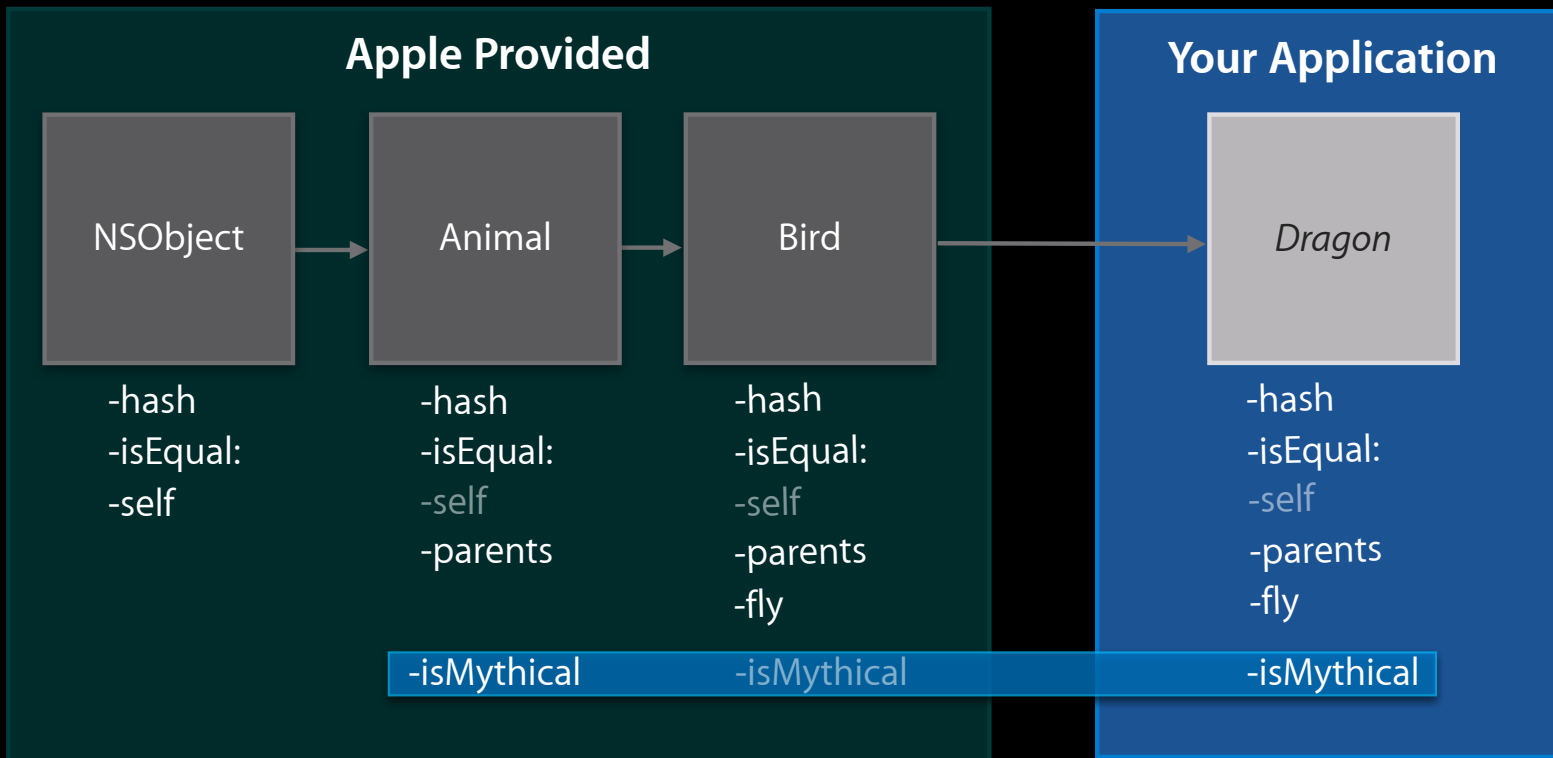 Apple Provided
NSObject
Animal
Bird
-hash
-isEqual:
-self
-hash
-isEqual:
-self
-parents
-hash
-isEqual:
-self
-parents
-fly
-isMythical
-isMythical
Your Application
Dragon
-hash
-isEqual:
-self
-parents
-fly
-isMythical